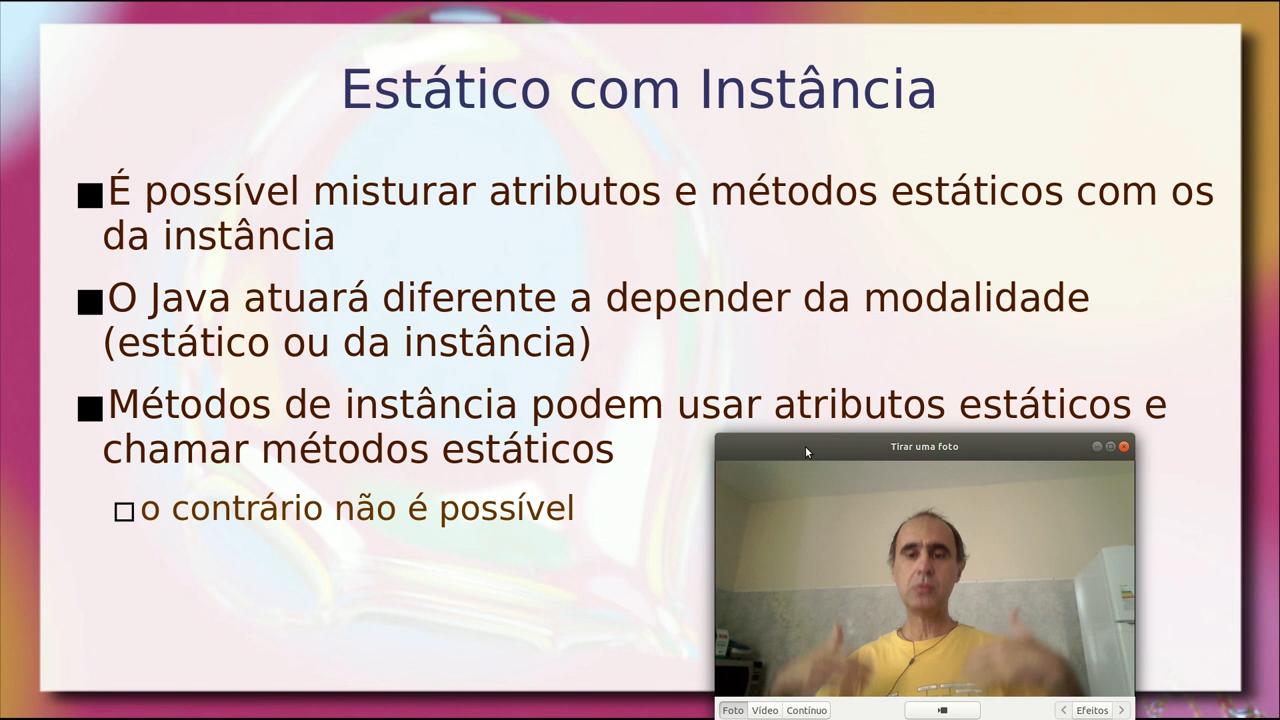 Estático com Instância
É possível misturar atributos e métodos estáticos com os
da instância
O Java atuará diferente a depender da modalidade
(estático ou da instância)
Métodos de instância podem usar atributos estáticos e
chamar métodos estáticos
o contrário não é possível
Tirar uma foto
Foto Vídeo Contínuo Efeitos